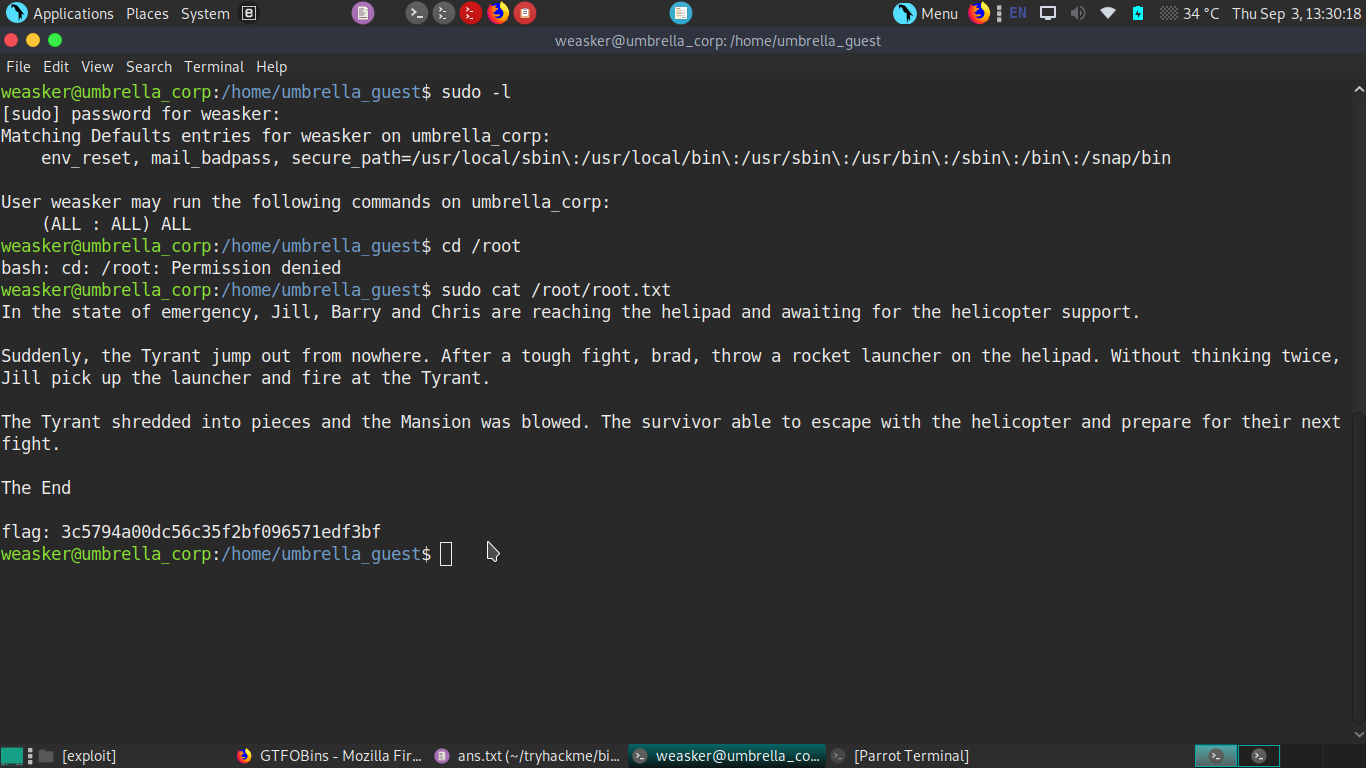 Applications Places System Menu EN 34 °C Thu Sep 3, 13:30:18
weasker@umbrella_corp: /home/umbrella_guest
File Edit View Search Terminal Help
weasker@umbrella_corp:/home/umbrella_guest$ sudo -l
[sudo] password for weasker:
Matching Defaults entries for weasker on umbrella_corp:
    env_reset, mail_badpass, secure_path=/usr/local/sbin\:/usr/local/bin\:/usr/sbin\:/usr/bin\:/sbin\:/bin\:/snap/bin
User weasker may run the following commands on umbrella_corp:
    (ALL : ALL) ALL
weasker@umbrella_corp:/home/umbrella_guest$ cd /root
bash: cd: /root: Permission denied
weasker@umbrella_corp:/home/umbrella_guest$ sudo cat /root/root.txt
In the state of emergency, Jill, Barry and Chris are reaching the helipad and awaiting for the helicopter support.
Suddenly, the Tyrant jump out from nowhere. After a tough fight, brad, throw a rocket launcher on the helipad. Without thinking twice,
Jill pick up the launcher and fire at the Tyrant.
The Tyrant shredded into pieces and the Mansion was blowed. The survivor able to escape with the helicopter and prepare for their next
fight.
The End
flag: 3c5794a00dc56c35f2bf096571edf3bf
weasker@umbrella_corp:/home/umbrella_guest$
[exploit] GTFOBins - Mozilla Fir... ans.txt (~/tryhackme/bi... weasker@umbrella_co... [Parrot Terminal]